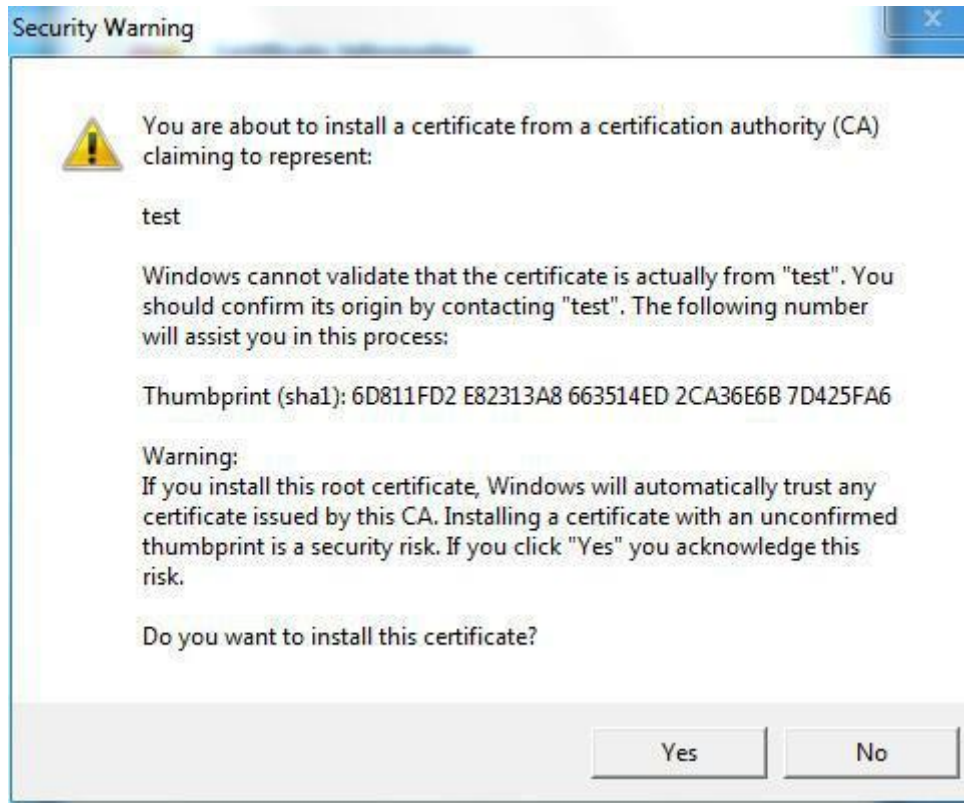 Security Warning
You are about to install a certificate from a certification authority (CA)
claiming to represent:
test
Windows cannot validate that the certificate is actually from "test". You
should confirm its origin by contacting "test". The following number
will assist you in this process:
Thumbprint (sha1): 6D811FD2 E82313A8 663514ED 2CA36E6B 7D425FA6
Warning:
If you install this root certificate, Windows will automatically trust any
certificate issued by this CA. Installing a certificate with an unconfirmed
thumbprint is a security risk. If you click "Yes" you acknowledge this
risk.
Do you want to install this certificate?
Yes
No